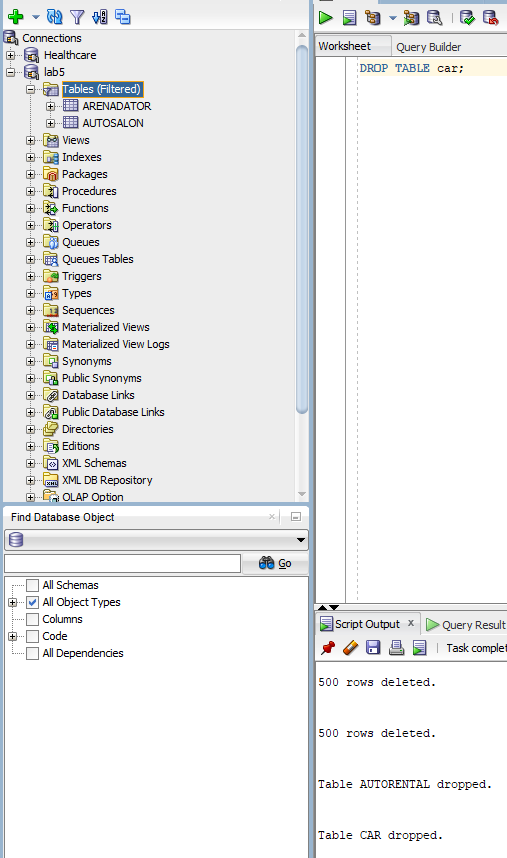 Connections
Healthcare
lab5
Tables (Filtered)
ARENADATOR
AUTOSALON
Views
Indexes
Packages
Procedures
Functions
Operators
Queues
Queues Tables
Triggers
Types
Sequences
Materialized Views
Materialized View Logs
Synonyms
Public Synonyms
Database Links
Public Database Links
Directories
Editions
XML Schemas
XML DB Repository
OLAP Option
Find Database Object
Go
All Schemas
All Object Types
Columns
Code
All Dependencies
Worksheet Query Builder
DROP TABLE car;
Script Output x Query Result
Task complet
500 rows deleted.
500 rows deleted.
Table AUTORENTAL dropped.
Table CAR dropped.